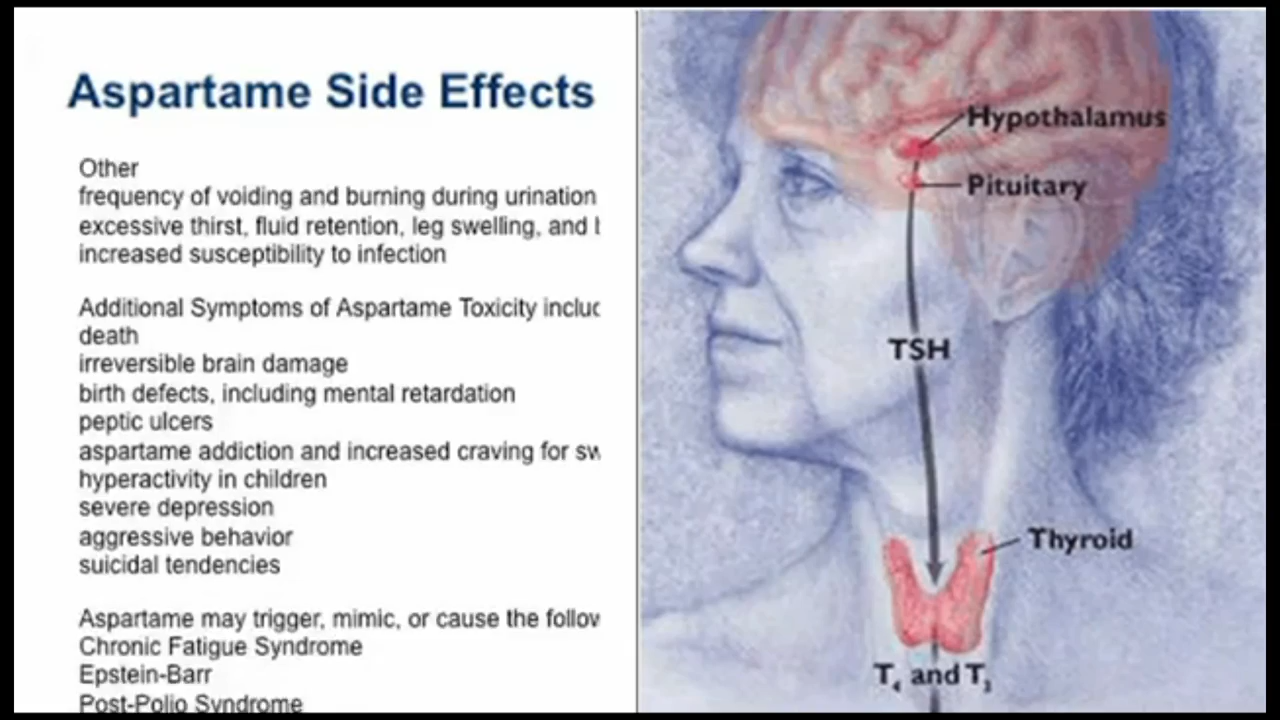 Aspartame Side Effects
Other
frequency of voiding and burning during urination
excessive thirst, fluid retention, leg swelling, and
increased susceptibility to infection
Additional Symptoms of Aspartame Toxicity
death
irreversible brain damage
birth defects, including mental retardation
peptic ulcers
aspartame addiction and increased craving for
hyperactivity in children
severe depression
aggressive behavior
suicidal tendencies
Aspartame may trigger, mimic, or cause the
Chronic Fatigue Syndrome
Epstein-Barr
Post-Polio Syndrome
Hypothalamus
Pituitary
TSH
Thyroid
T₄ and T₃